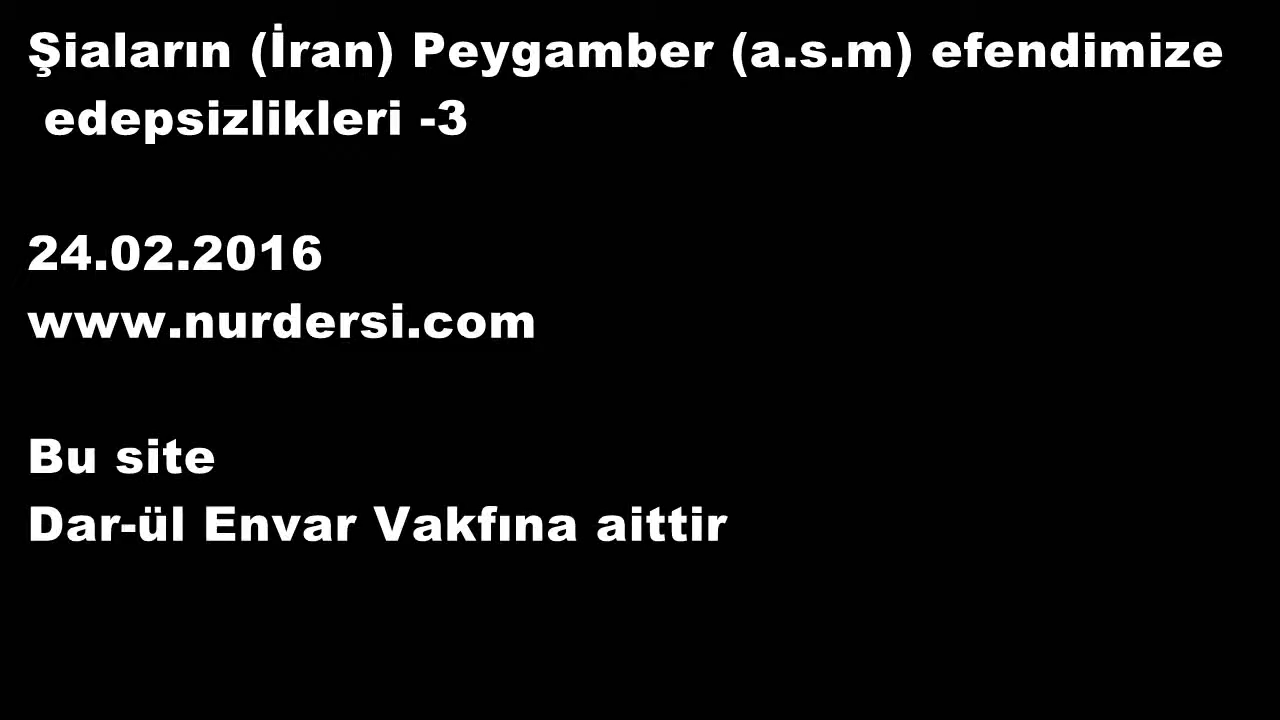 Şiaların (İran) Peygamber (a.s.m) efendimize
edepsizlikleri -3
24.02.2016
www.nurdersi.com
Bu site
Dar-ül Envar Vakfına aittir